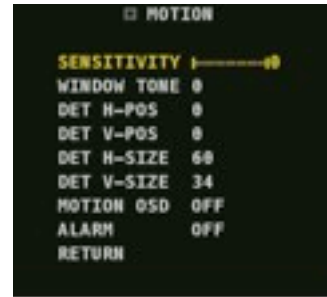 MOTION
SENSITIVITY 0
WINDOW TONE 0
DET H-POS 0
DET V-POS 0
DET H-SIZE 60
DET V-SIZE 34
MOTION OSD OFF
ALARM OFF
RETURN